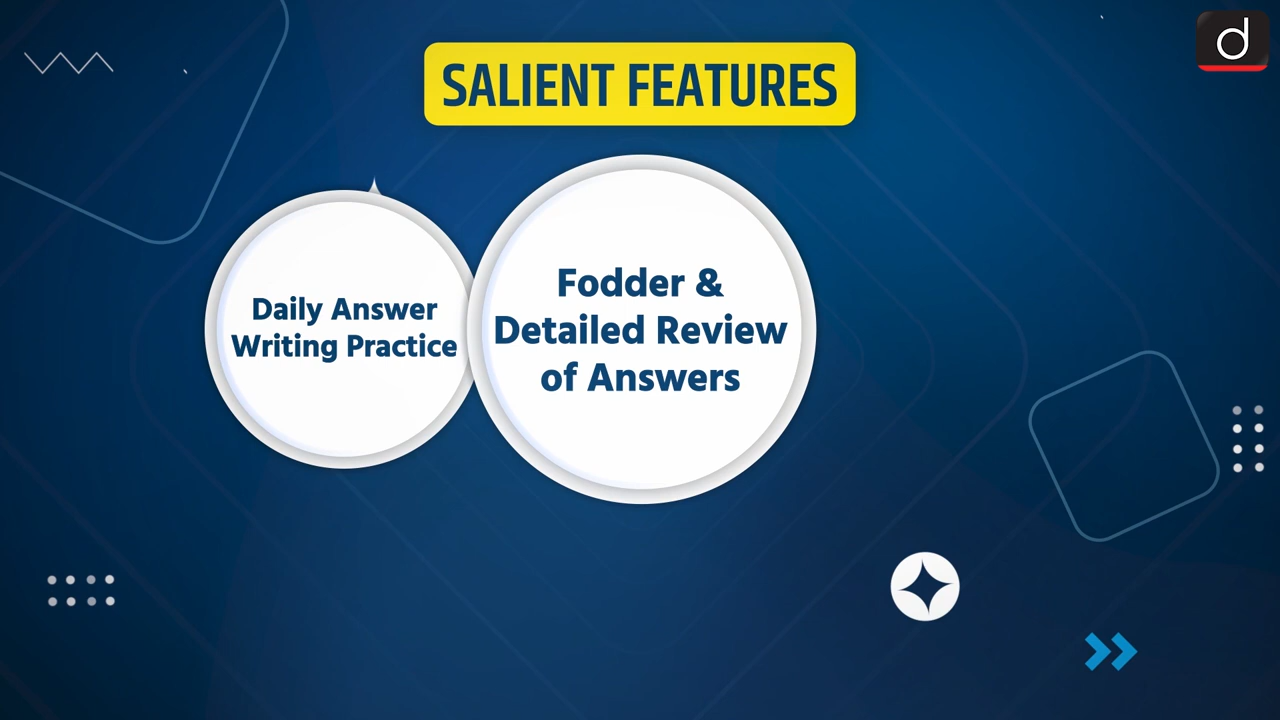 SALIENT FEATURES
d
Daily Answer
Writing Practice
Fodder &
Detailed Review
of Answers